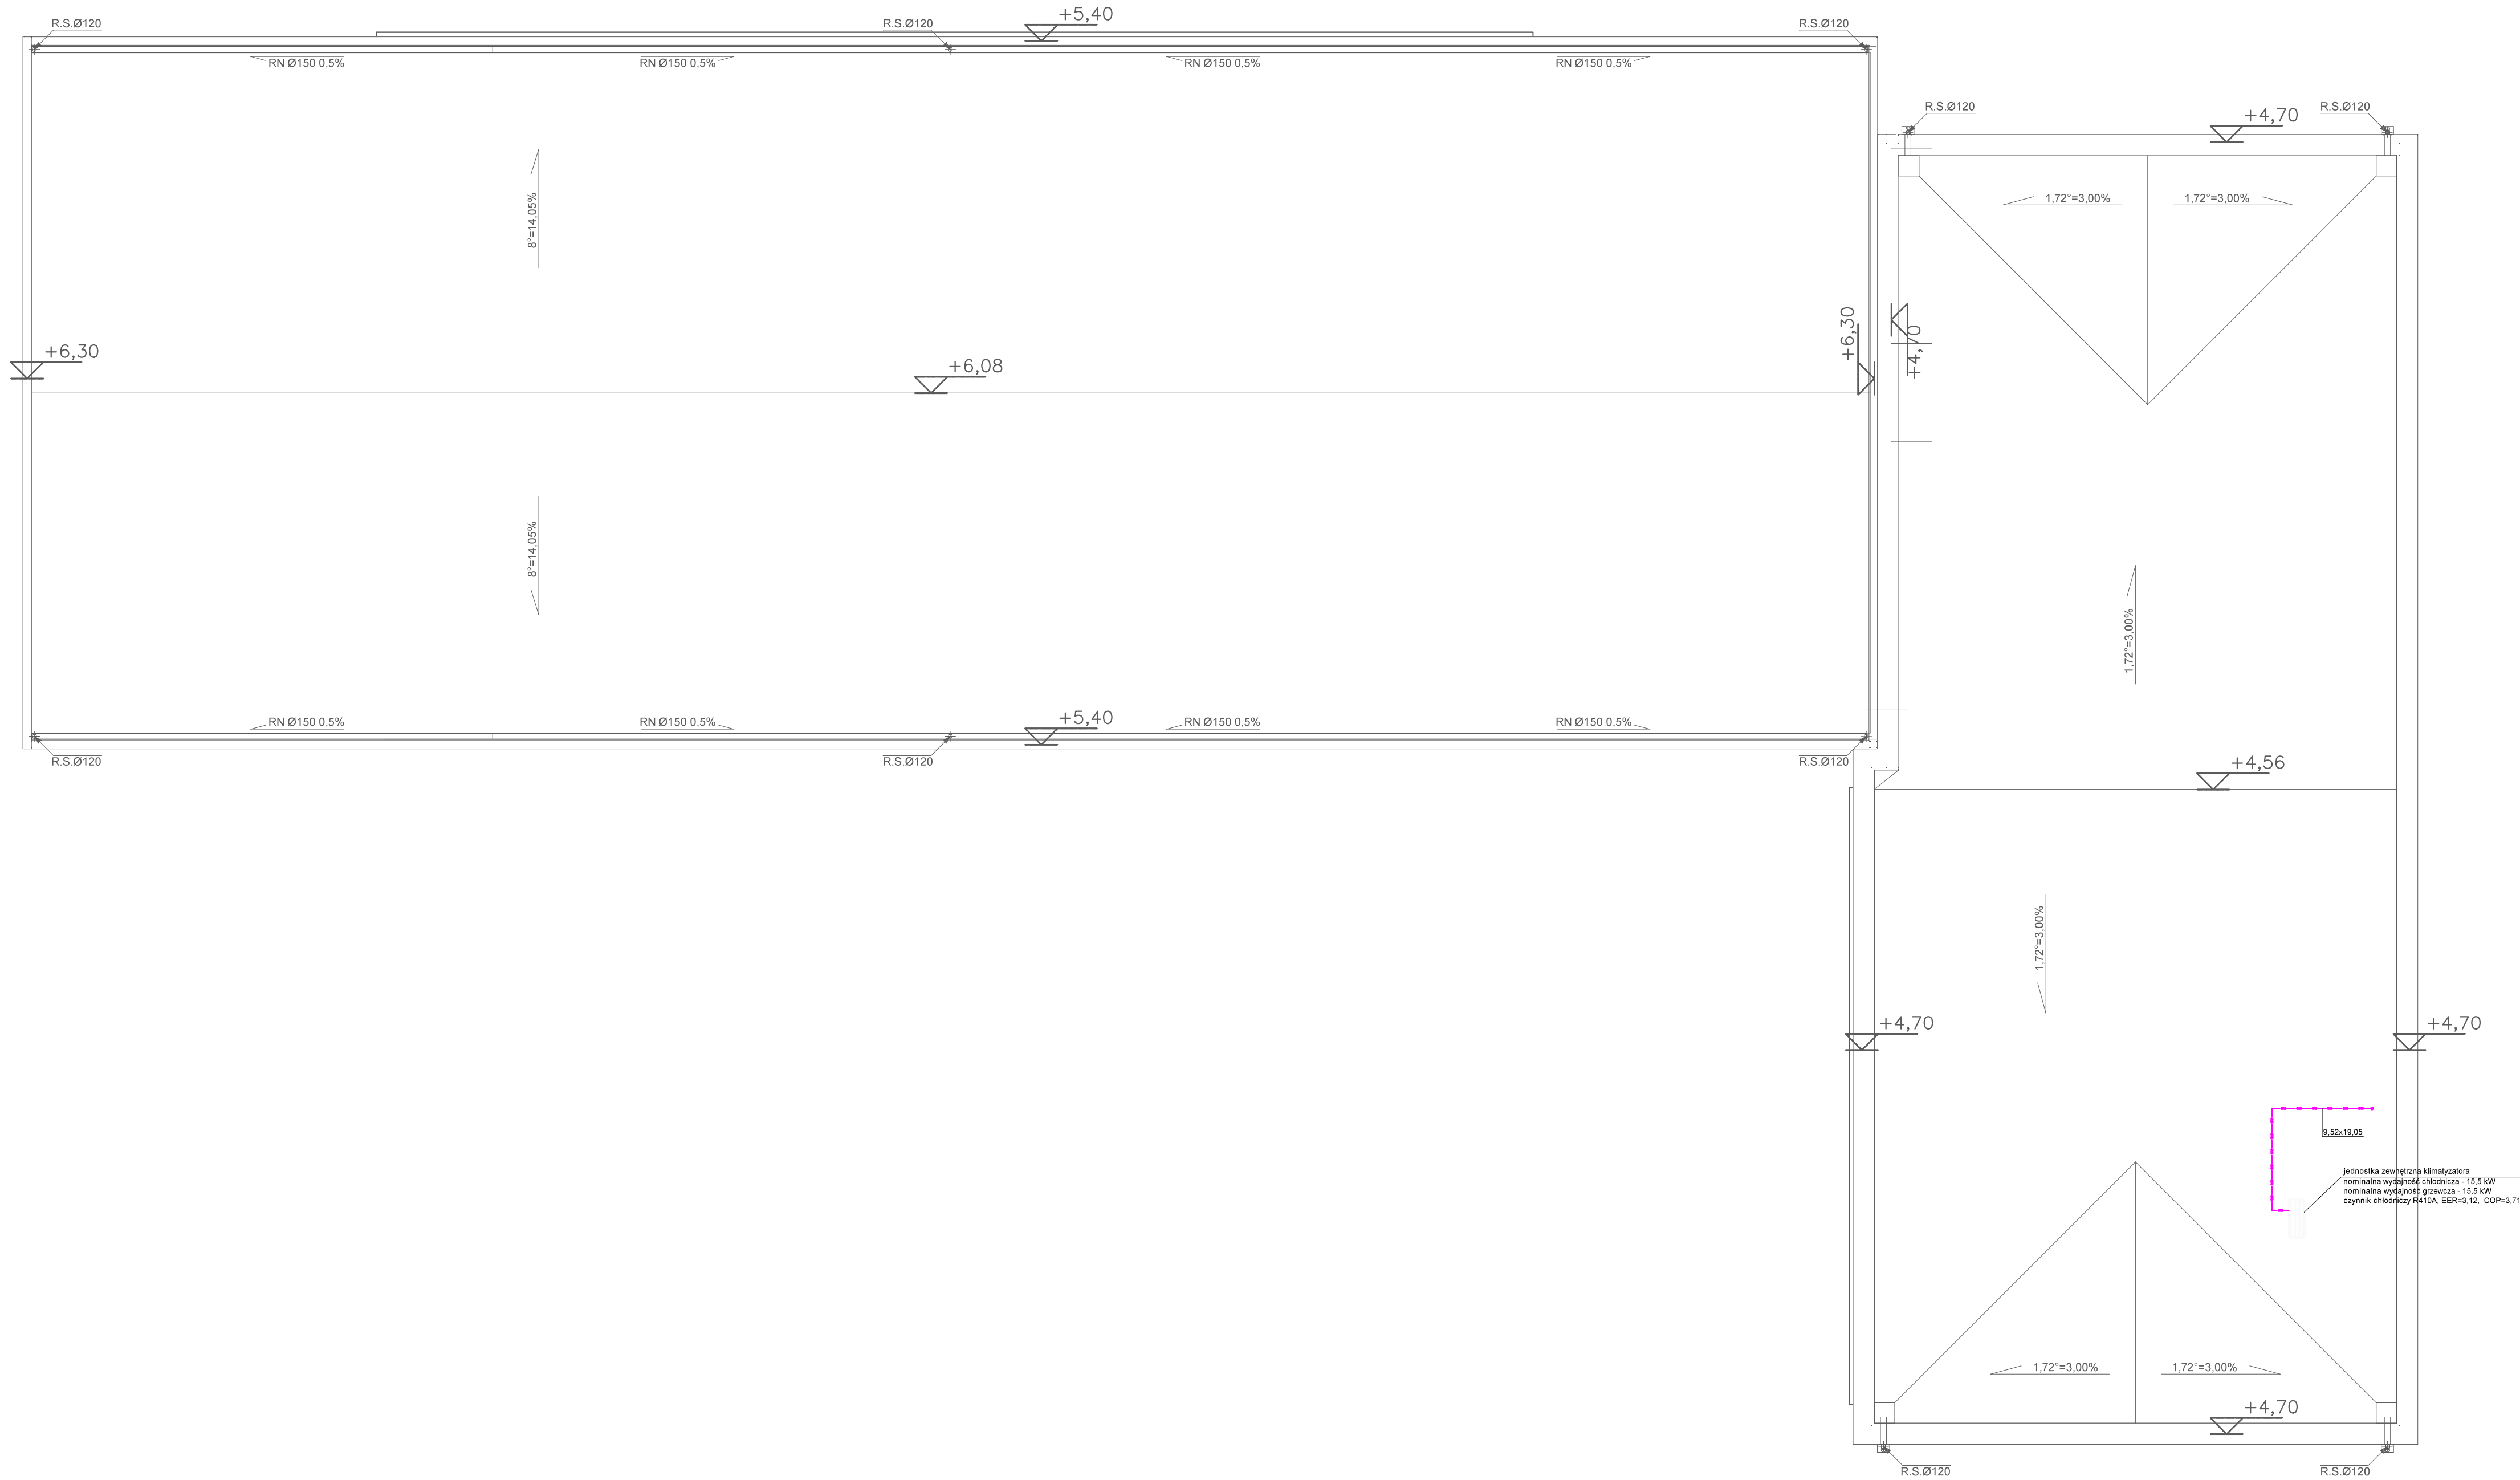 R.S.Ø120
R.S.Ø120
+5,40
R.S.Ø120
RN Ø150 0,5%
RN Ø150 0,5%
RN Ø150 0,5%
RN Ø150 0,5%
R.S.Ø120
+4,70
R.S.Ø120
8°=14,05%
1,72°=3,00%
1,72°=3,00%
+6,30
+6,08
+6,30
+4,70
8°=14,05%
1,72°=3,00%
RN Ø150 0,5%
RN Ø150 0,5%
+5,40
RN Ø150 0,5%
RN Ø150 0,5%
R.S.Ø120
R.S.Ø120
R.S.Ø120
+4,56
1,72°=3,00%
+4,70
+4,70
9,52x19,05
jednostka zewnętrzna klimatyzatora
nominalna wydajność chłodnicza - 15,5 kW
nominalna wydajność grzewcza - 15,5 kW
czynnik chłodniczy R410A, EER=3,12, COP=3,71
1,72°=3,00%
1,72°=3,00%
+4,70
R.S.Ø120
R.S.Ø120